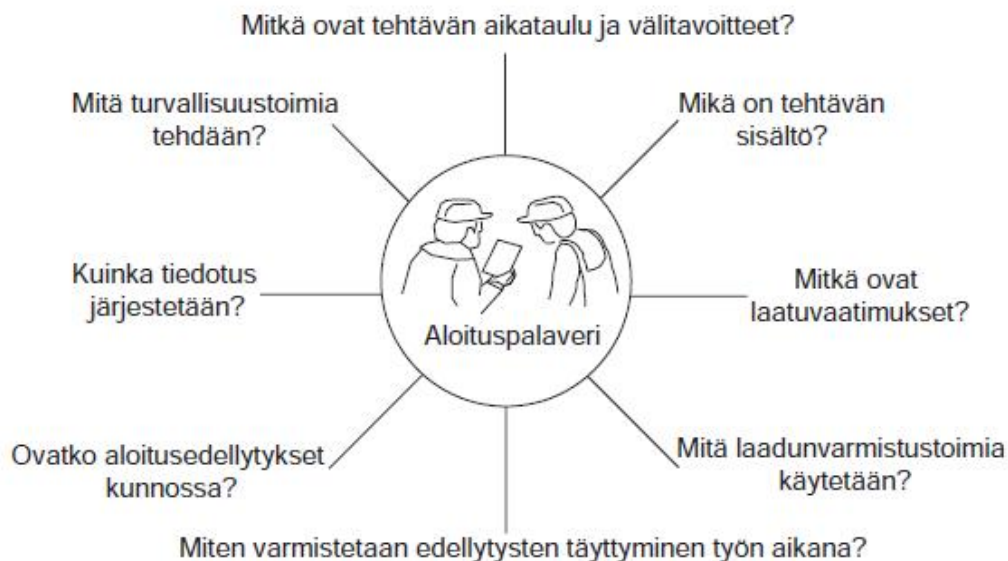 Mitkä ovat tehtävän aikataulu ja välitavoitteet?
Mitä turvallisuustoimia
tehdään?
Mikä on tehtävän
sisältö?
Kuinka tiedotus
järjestetään?
Mitkä ovat
laatuvaatimukset?
Aloituspalaveri
Ovatko aloitusedellytykset
kunnossa?
Mitä laadunvarmistustoimia
käytetään?
Miten varmistetaan edellytysten täyttyminen työn aikana?